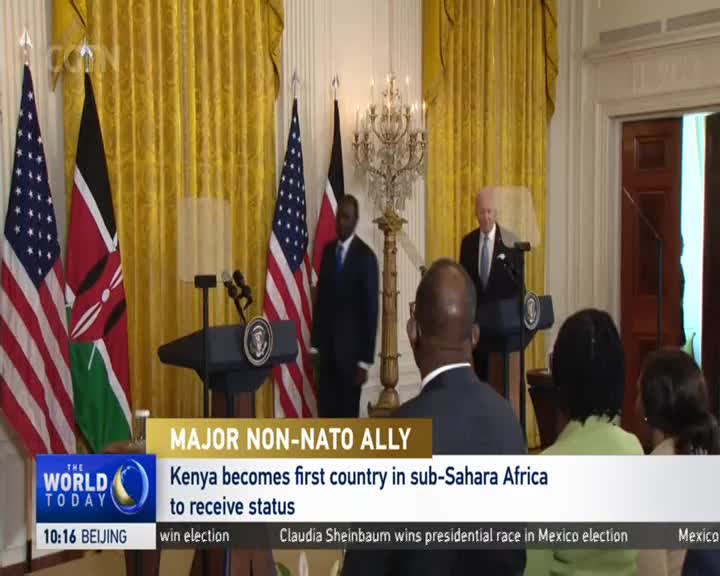 CGTN
MAJOR NON-NATO ALLY
Kenya becomes first country in sub-Sahara Africa
to receive status
THE
WORLD
TODAY
10:16 BEIJING
win election Claudia Sheinbaum wins presidential race in Mexico election Mexico